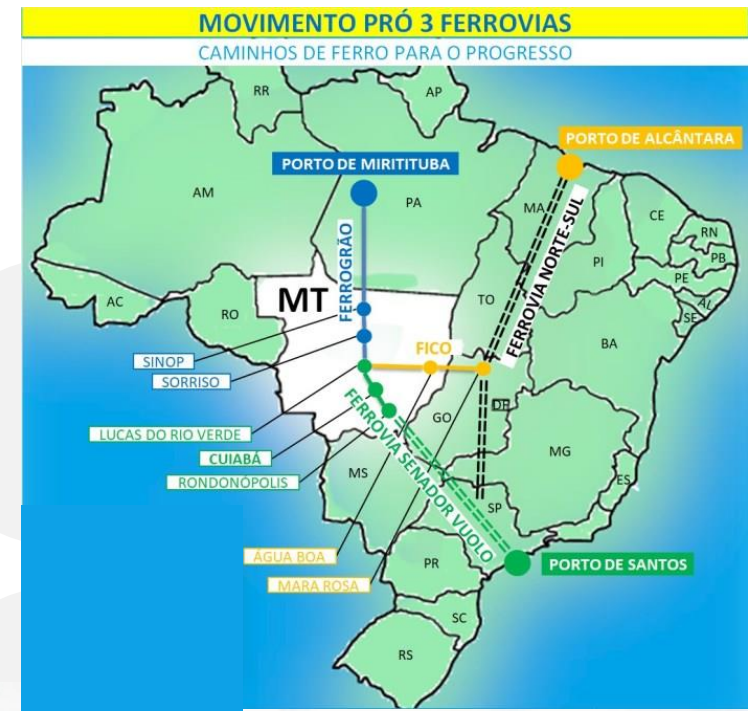 MOVIMENTO PRÓ 3 FERROVIAS
CAMINHOS DE FERRO PARA O PROGRESSO
RR
AP
PORTO DE ALCÂNTARA
PORTO DE MIRITITUBA
AM
PA
MA
CE
RN
PB
PE
AL
SE
PI
FERROVIA NORTE-SUL
FERROGRÃO
MT
TO
AC
RO
BA
SINOP
SORRISO
FICO
LUCAS DO RIO VERDE
CUIABÁ
RONDONÓPOLIS
GO
DF
FERROVIA SENADOR VUOLO
MG
ES
MS
SP
ÁGUA BOA
MARA ROSA
PR
PORTO DE SANTOS
SC
RS